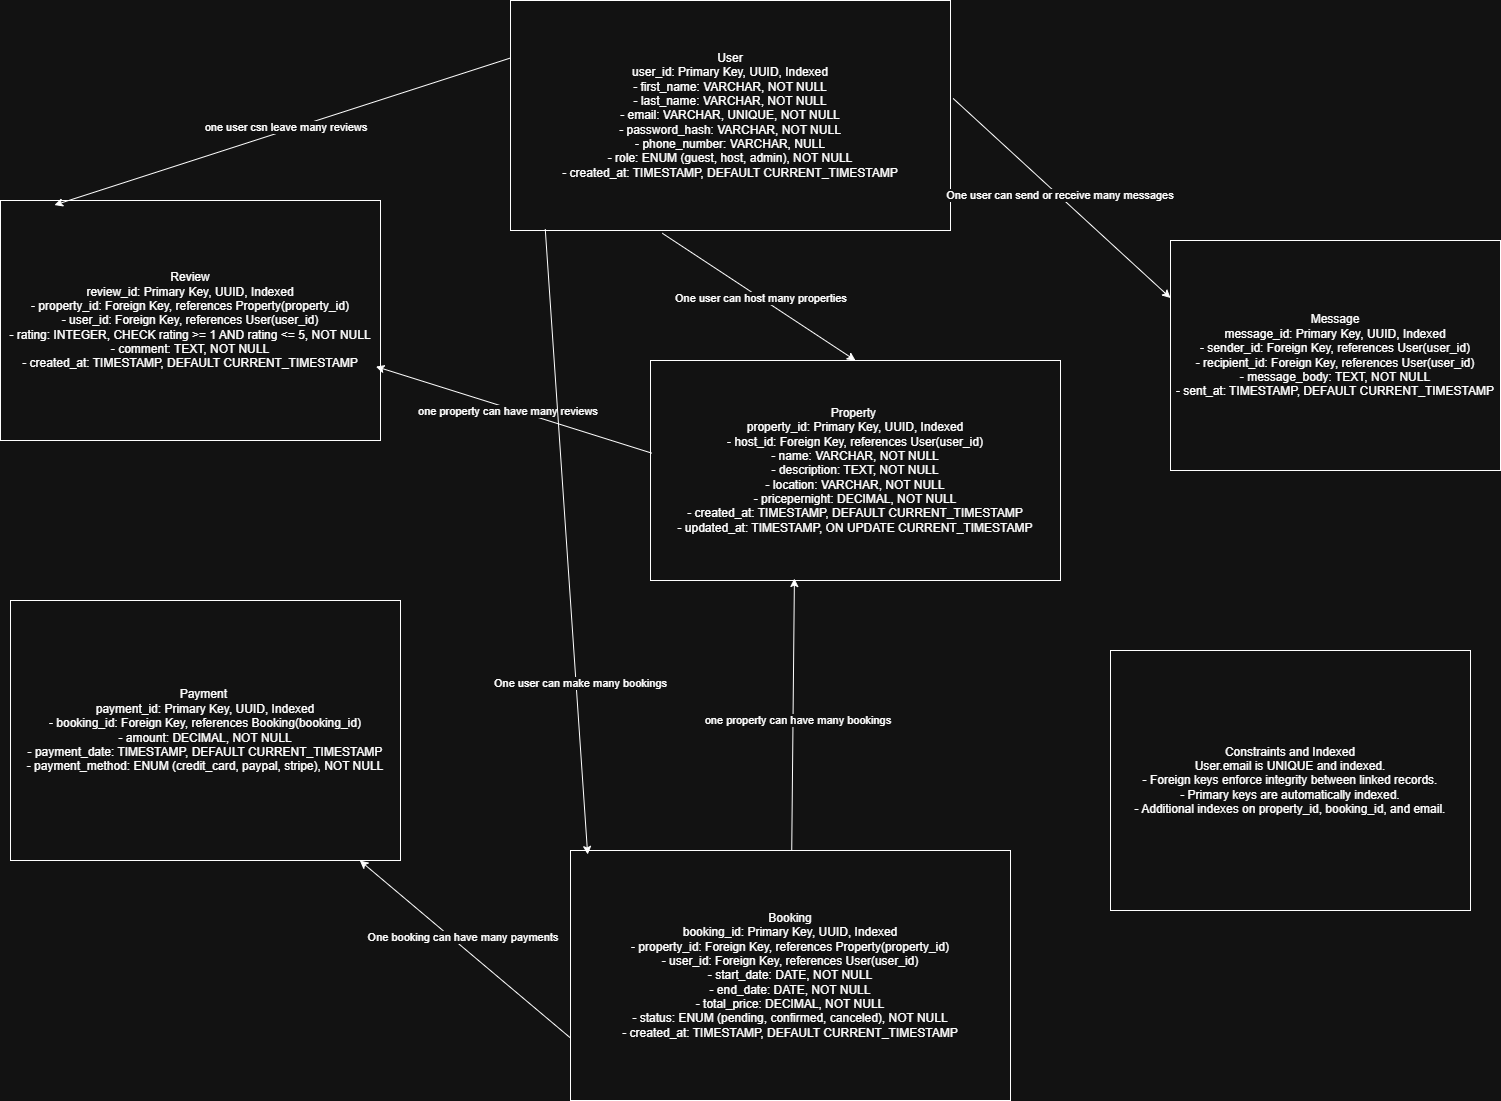 User
user_id: Primary Key, UUID, Indexed
- first_name: VARCHAR, NOT NULL
- last_name: VARCHAR, NOT NULL
- email: VARCHAR, UNIQUE, NOT NULL
- password_hash: VARCHAR, NOT NULL
- phone_number: VARCHAR, NULL
- role: ENUM (guest, host, admin), NOT NULL
- created_at: TIMESTAMP, DEFAULT CURRENT_TIMESTAMP
one user csn leave many reviews
One user can send or receive many messages
Review
review_id: Primary Key, UUID, Indexed
- property_id: Foreign Key, references Property(property_id)
- user_id: Foreign Key, references User(user_id)
- rating: INTEGER, CHECK rating >= 1 AND rating <= 5, NOT NULL
- comment: TEXT, NOT NULL
- created_at: TIMESTAMP, DEFAULT CURRENT_TIMESTAMP
One user can host many properties
Message
message_id: Primary Key, UUID, Indexed
- sender_id: Foreign Key, references User(user_id)
- recipient_id: Foreign Key, references User(user_id)
- message_body: TEXT, NOT NULL
- sent_at: TIMESTAMP, DEFAULT CURRENT_TIMESTAMP
one property can have many reviews
Property
property_id: Primary Key, UUID, Indexed
- host_id: Foreign Key, references User(user_id)
- name: VARCHAR, NOT NULL
- description: TEXT, NOT NULL
- location: VARCHAR, NOT NULL
- pricepernight: DECIMAL, NOT NULL
- created_at: TIMESTAMP, DEFAULT CURRENT_TIMESTAMP
- updated_at: TIMESTAMP, ON UPDATE CURRENT_TIMESTAMP
Payment
payment_id: Primary Key, UUID, Indexed
- booking_id: Foreign Key, references Booking(booking_id)
- amount: DECIMAL, NOT NULL
- payment_date: TIMESTAMP, DEFAULT CURRENT_TIMESTAMP
- payment_method: ENUM (credit_card, paypal, stripe), NOT NULL
One user can make many bookings
one property can have many bookings
Constraints and Indexed
User.email is UNIQUE and indexed.
- Foreign keys enforce integrity between linked records.
- Primary keys are automatically indexed.
- Additional indexes on property_id, booking_id, and email.
One booking can have many payments
Booking
booking_id: Primary Key, UUID, Indexed
- property_id: Foreign Key, references Property(property_id)
- user_id: Foreign Key, references User(user_id)
- start_date: DATE, NOT NULL
- end_date: DATE, NOT NULL
- total_price: DECIMAL, NOT NULL
- status: ENUM (pending, confirmed, canceled), NOT NULL
- created_at: TIMESTAMP, DEFAULT CURRENT_TIMESTAMP